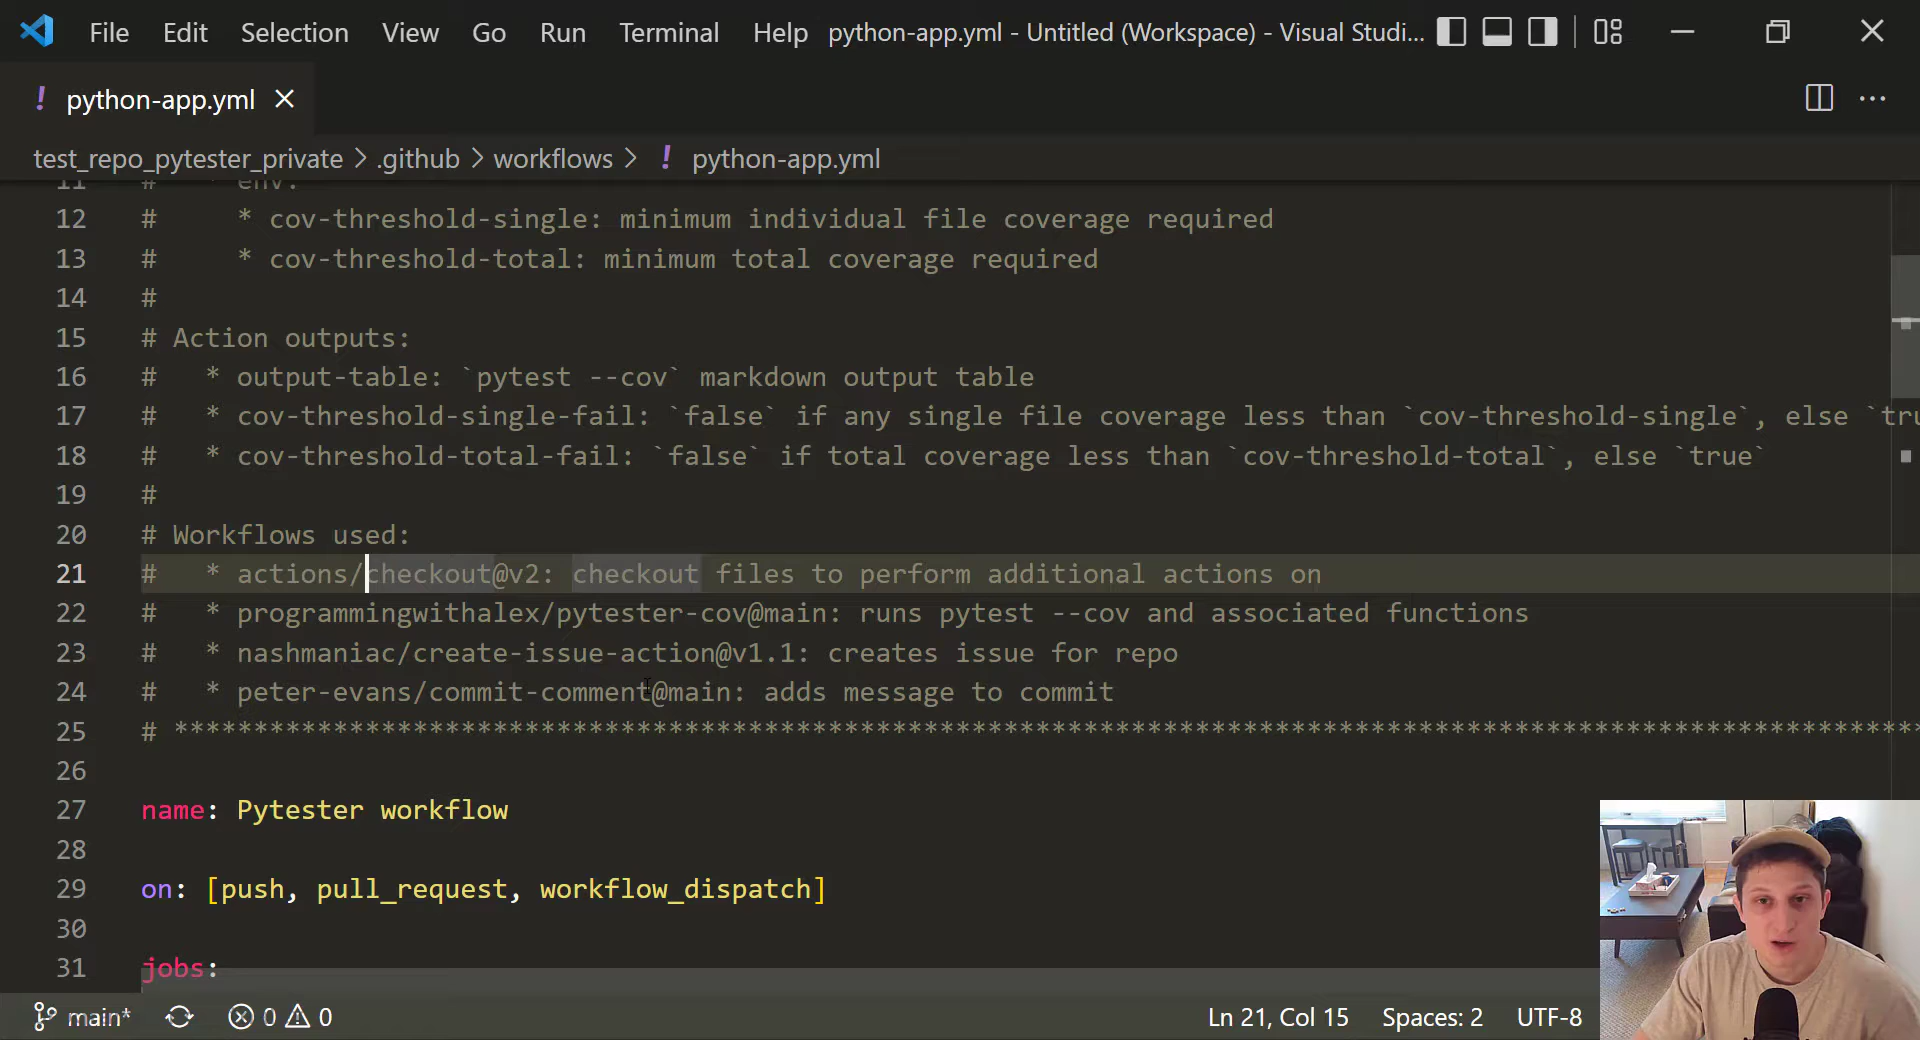 File Edit Selection View Go Run Terminal Help python-app.yml - Untitled (Workspace) - Visual Studi...
! python-app.yml
test_repo_pytester_private > .github > workflows > ! python-app.yml
11 # * env:
12 # * cov-threshold-single: minimum individual file coverage required
13 # * cov-threshold-total: minimum total coverage required
14 #
15 # Action outputs:
16 # * output-table: `pytest --cov` markdown output table
17 # * cov-threshold-single-fail: `false` if any single file coverage less than `cov-threshold-single`, else `tru
18 # * cov-threshold-total-fail: `false` if total coverage less than `cov-threshold-total`, else `true`
19 #
20 # Workflows used:
21 # * actions/checkout@v2: checkout files to perform additional actions on
22 # * programmingwithalex/pytester-cov@main: runs pytest --cov and associated functions
23 # * nashmaniac/create-issue-action@v1.1: creates issue for repo
24 # * peter-evans/commit-comment@main: adds message to commit
25 # **************************************************************************************************************
26
27 name: Pytester workflow
28
29 on: [push, pull_request, workflow_dispatch]
30
31 jobs:
main* 0 0 Ln 21, Col 15 Spaces: 2 UTF-8